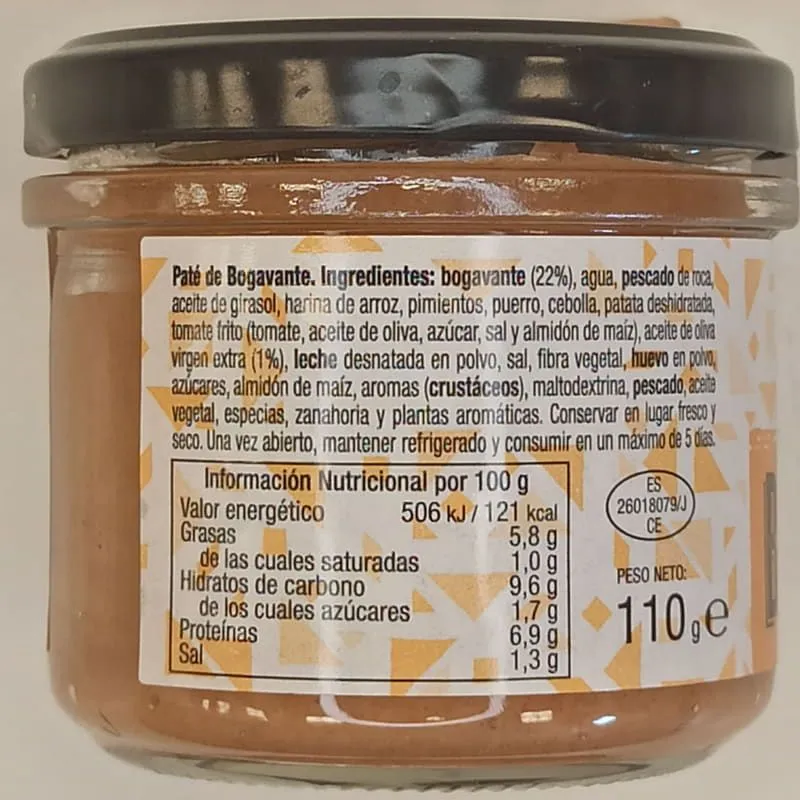 Paté de Bogavante. Ingredientes: bogavante (22%), agua, pescado de roca,
aceite de girasol, harina de arroz, pimientos, puerro, cebolla, patata deshidratada,
tomate frito (tomate, aceite de oliva, azúcar, sal y almidón de maíz), aceite de oliva
virgen extra (1%), leche desnatada en polvo, sal, fibra vegetal, huevo en polvo,
azúcares, almidón de maíz, aromas (crustáceos), maltodextrina, pescado, aceite
vegetal, especias, zanahoria y plantas aromáticas. Conservar en lugar fresco y
seco. Una vez abierto, mantener refrigerado y consumir en un máximo de 5 días.
Información Nutricional por 100 g
Valor energético 506 kJ / 121 kcal
Grasas 5,8 g
de las cuales saturadas 1,0 g
Hidratos de carbono 9,6 g
de los cuales azúcares 1,7 g
Proteínas 6,9 g
Sal 1,3 g
ES
26018079/J
CE
PESO NETO:
110 g e